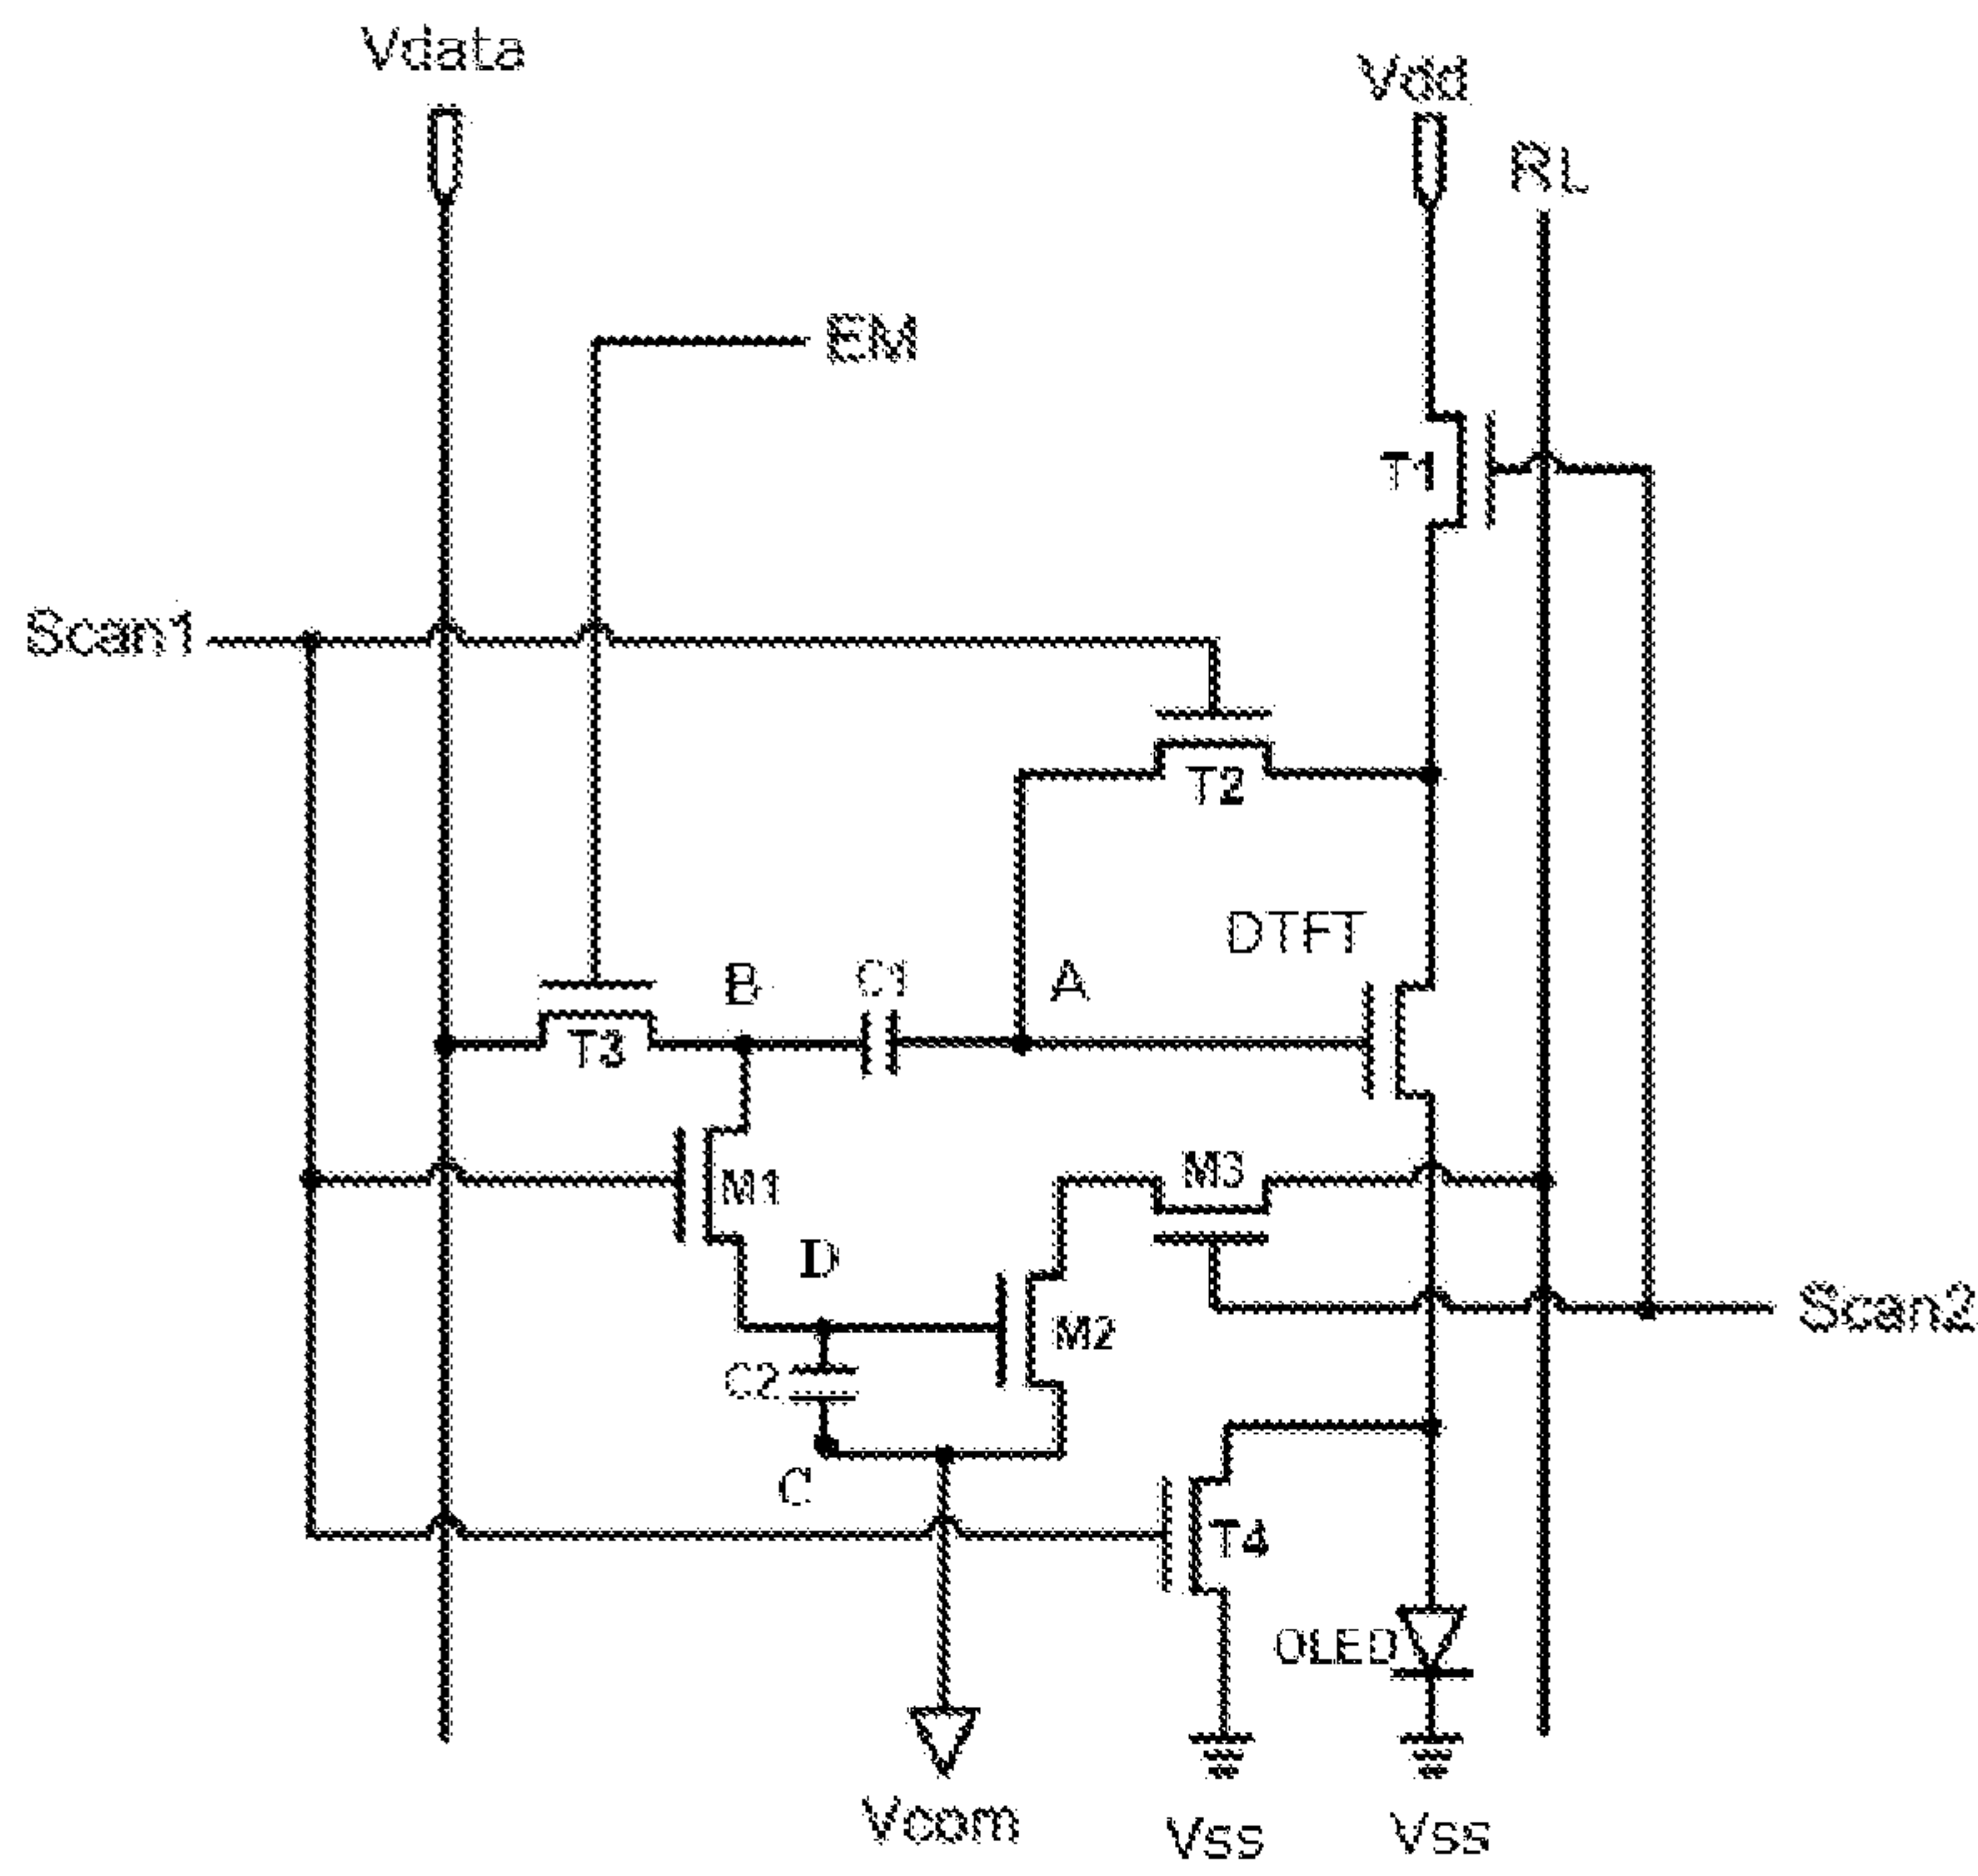 Vdata
Vdd
RL
EM
T1
Scan1
T2
DTFT
B
C1
A
T3
M3
M1
D
M2
Scan2
C2
C
T4
OLED
Vcom
Vss
Vss